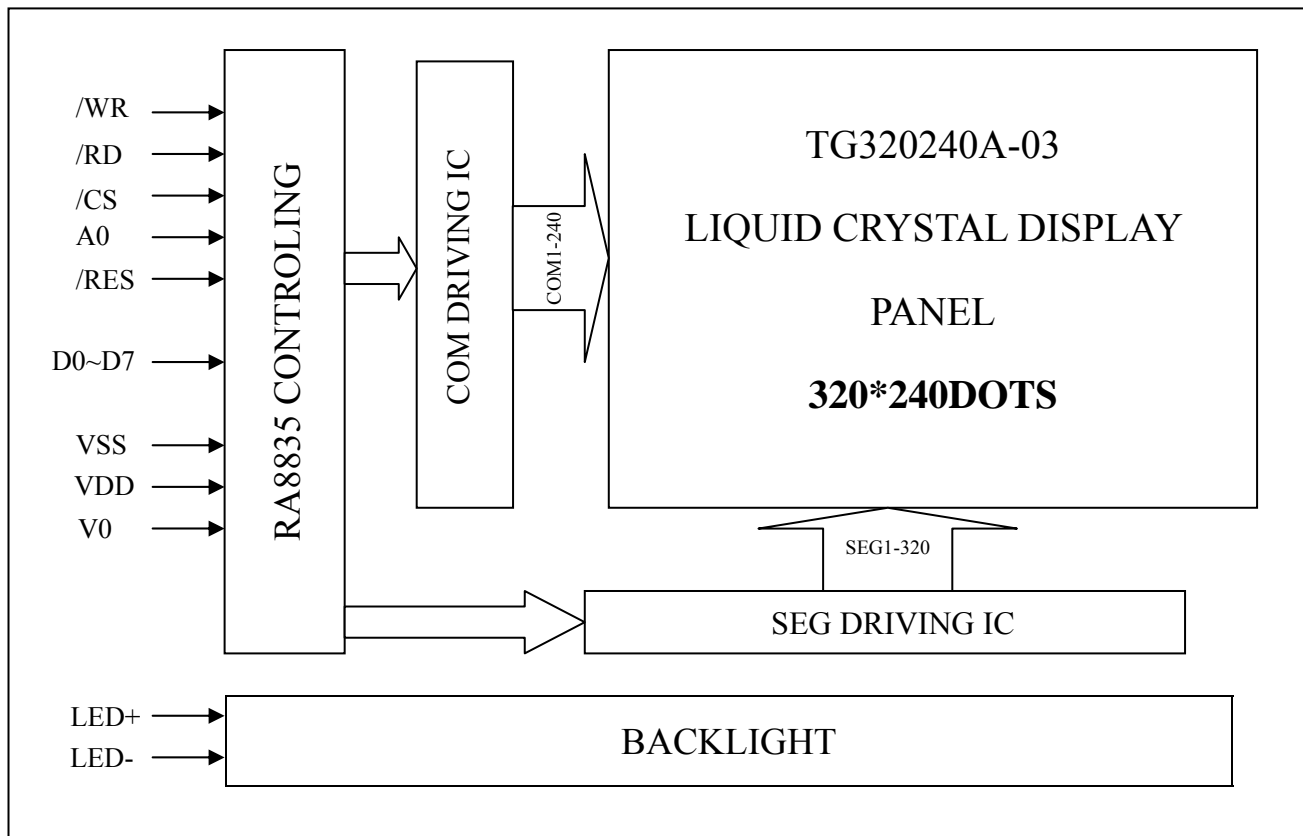 /WR
/RD
/CS
A0
/RES
D0~D7
VSS
VDD
V0
RA8835 CONTROLING
COM DRIVING IC
COM1-240
TG320240A-03
LIQUID CRYSTAL DISPLAY
PANEL
320*240DOTS
SEG1-320
SEG DRIVING IC
LED+
LED-
BACKLIGHT